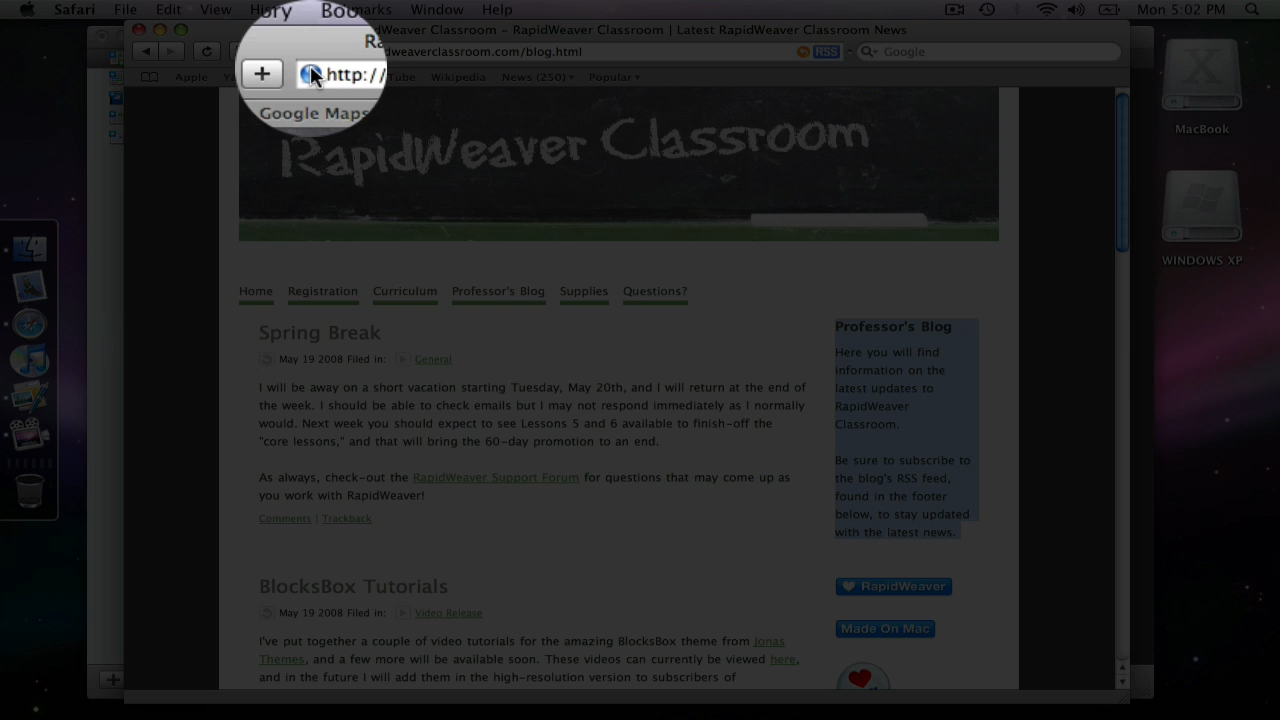 Safari File Edit View History Bookmarks Window Help Mon 5:02 PM
Weaver Classroom – RapidWeaver Classroom | Latest RapidWeaver Classroom News
Ra
dweaverclassroom.com/blog.html RSS Google
+ http://
Apple Ya Tube Wikipedia News (250) Popular
Google Maps
RapidWeaver Classroom
MacBook
WINDOWS XP
Home Registration Curriculum Professor's Blog Supplies Questions?
Spring Break
May 19 2008 Filed in: General
I will be away on a short vacation starting Tuesday, May 20th, and I will return at the end of
the week. I should be able to check emails but I may not respond immediately as I normally
would. Next week you should expect to see Lessons 5 and 6 available to finish-off the
"core lessons," and that will bring the 60-day promotion to an end.
As always, check-out the RapidWeaver Support Forum for questions that may come up as
you work with RapidWeaver!
Comments | Trackback
BlocksBox Tutorials
May 19 2008 Filed in: Video Release
I've put together a couple of video tutorials for the amazing BlocksBox theme from Jonas
Themes, and a few more will be available soon. These videos can currently be viewed here,
and in the future I will add them in the high-resolution version to subscribers of
Professor's Blog
Here you will find
information on the
latest updates to
RapidWeaver
Classroom.
Be sure to subscribe to
the blog's RSS feed,
found in the footer
below, to stay updated
with the latest news.
RapidWeaver
Made On Mac